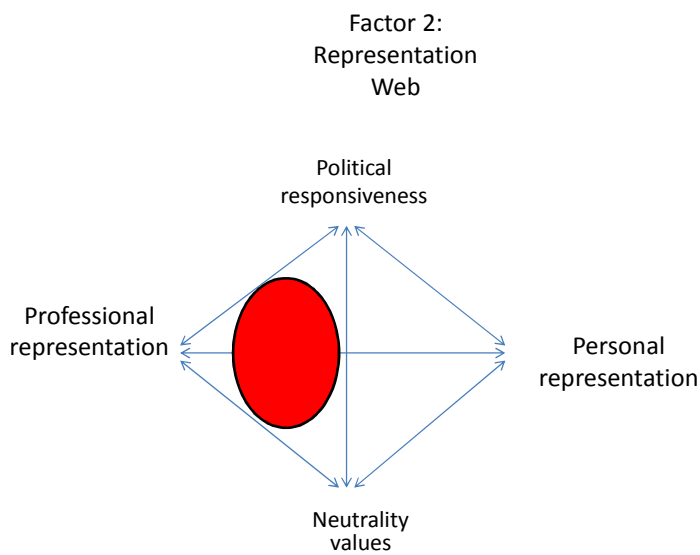 Factor 2:
Representation
Web
Political
responsiveness
Professional
representation
Personal
representation
Neutrality
values